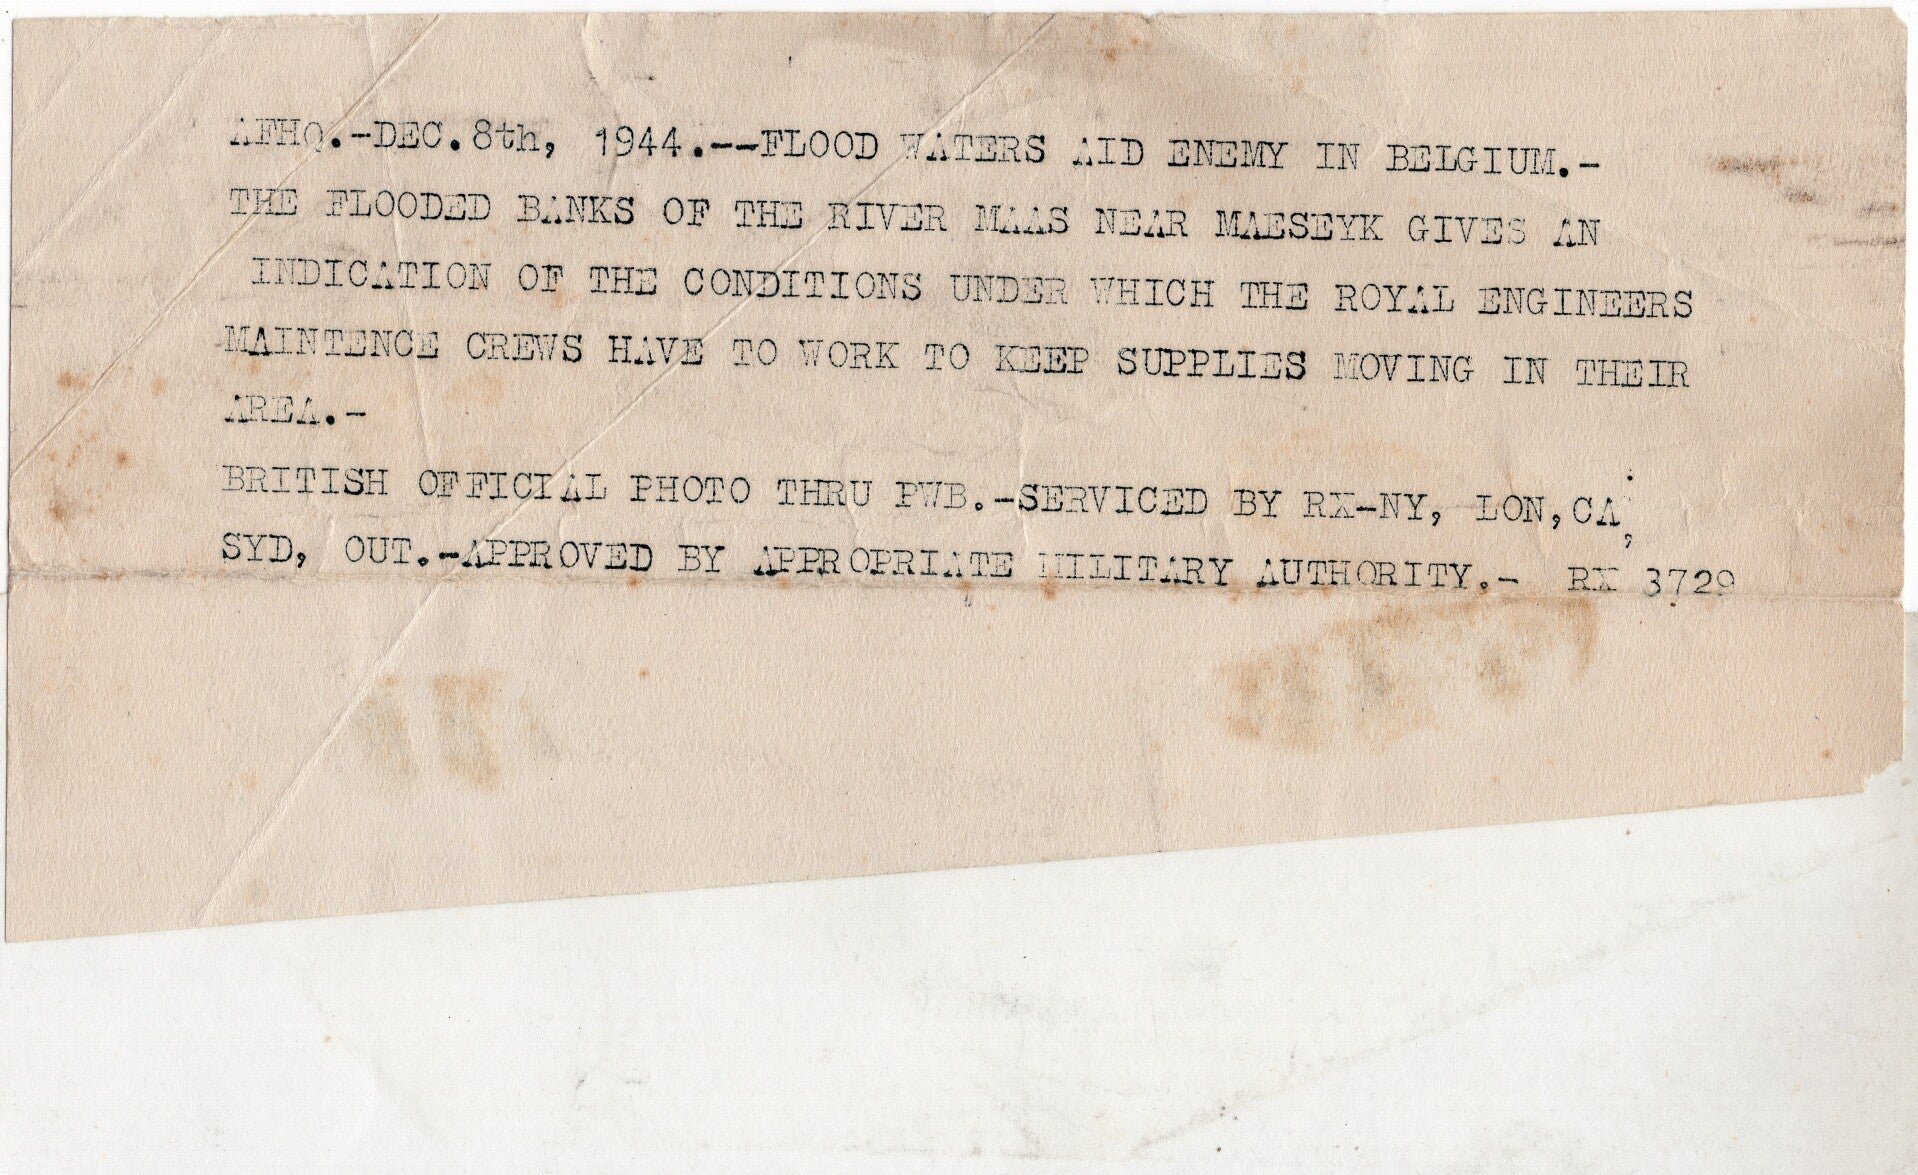 AFHQ.-DEC.8th, 1944.--FLOOD WATERS AID ENEMY IN BELGIUM.-
THE FLOODED BANKS OF THE RIVER MAAS NEAR MAESEYK GIVES AN
INDICATION OF THE CONDITIONS UNDER WHICH THE ROYAL ENGINEERS
MAINTENCE CREWS HAVE TO WORK TO KEEP SUPPLIES MOVING IN THEIR
AREA.-
BRITISH OFFICIAL PHOTO THRU PWB.-SERVICED BY RX-NY, LON,CA,
SYD, OUT.-APPROVED BY APPROPRIATE MILITARY AUTHORITY.- RX 3729